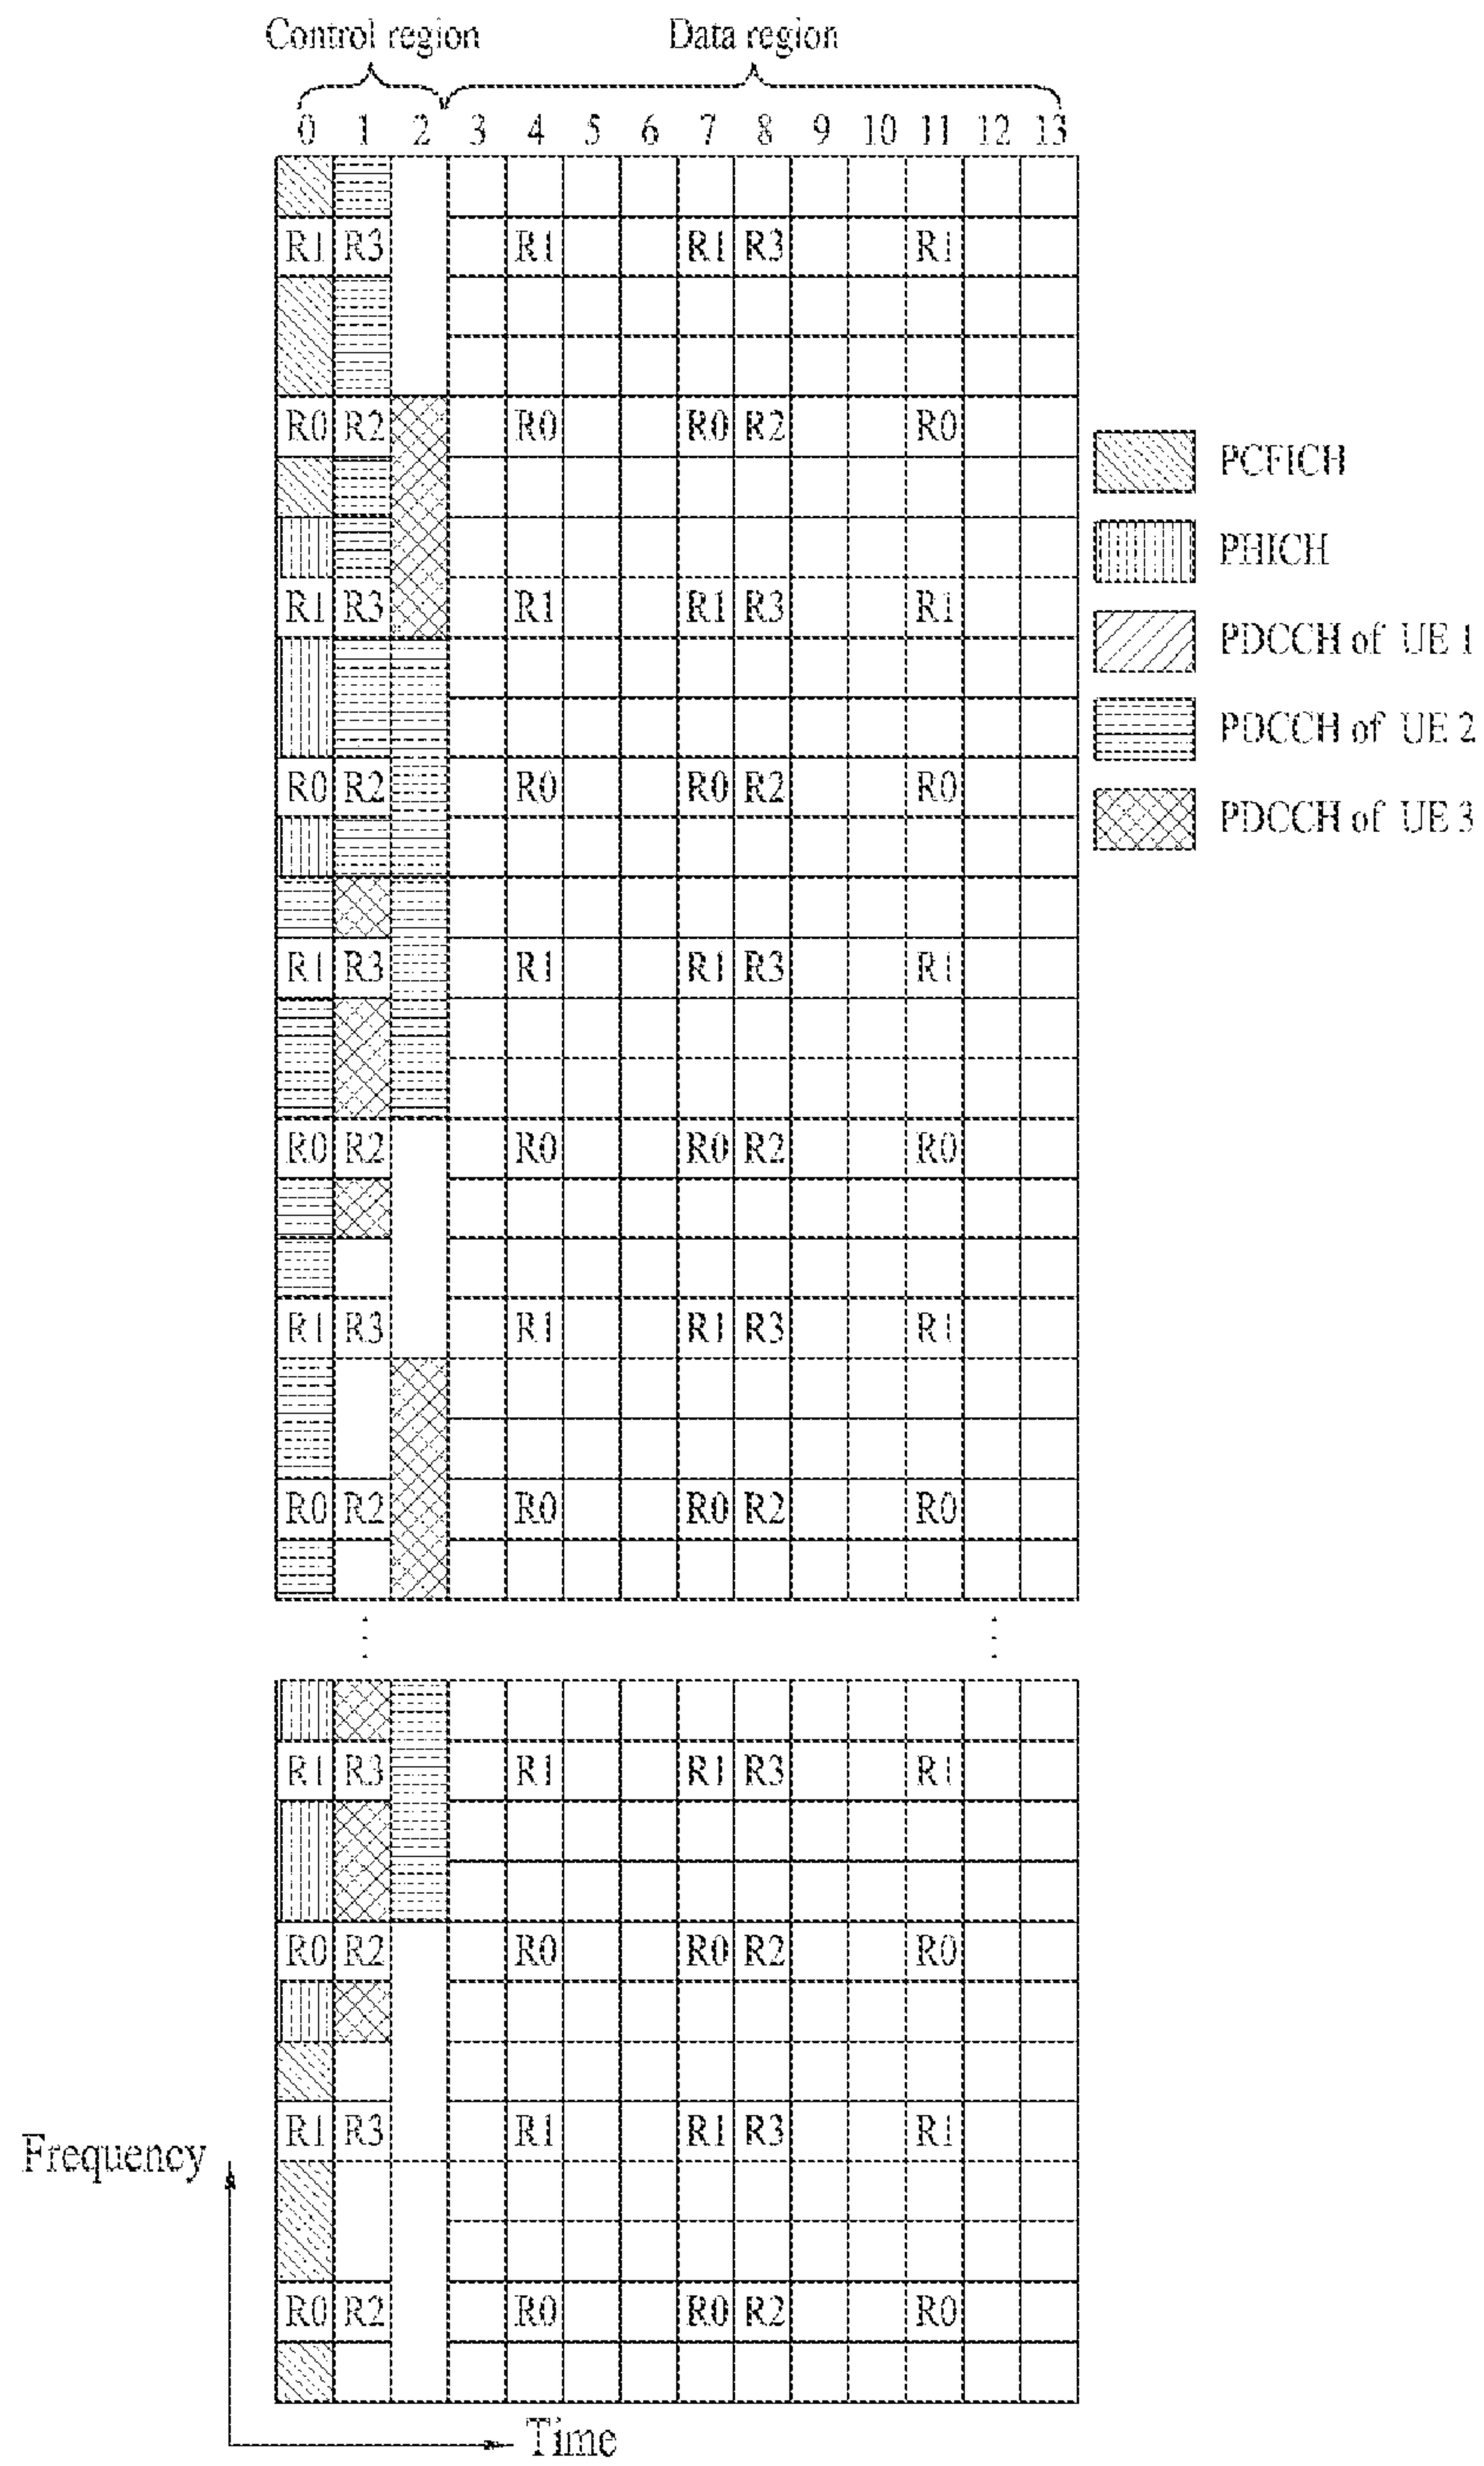 Control region Data region
0 1 2 3 4 5 6 7 8 9 10 11 12 13
R1 R3 R1 R1 R3 R1
R0 R2 R0 R0 R2 R0
PCFICH
PHICH
R1 R3 R1 R1 R3 R1
PDCCH of UE 1
PDCCH of UE 2
R0 R2 R0 R0 R2 R0
PDCCH of UE 3
R1 R3 R1 R1 R3 R1
R0 R2 R0 R0 R2 R0
R1 R3 R1 R1 R3 R1
R0 R2 R0 R0 R2 R0
R1 R3 R1 R1 R3 R1
R0 R2 R0 R0 R2 R0
R1 R3 R1 R1 R3 R1
Frequency
R0 R2 R0 R0 R2 R0
Time